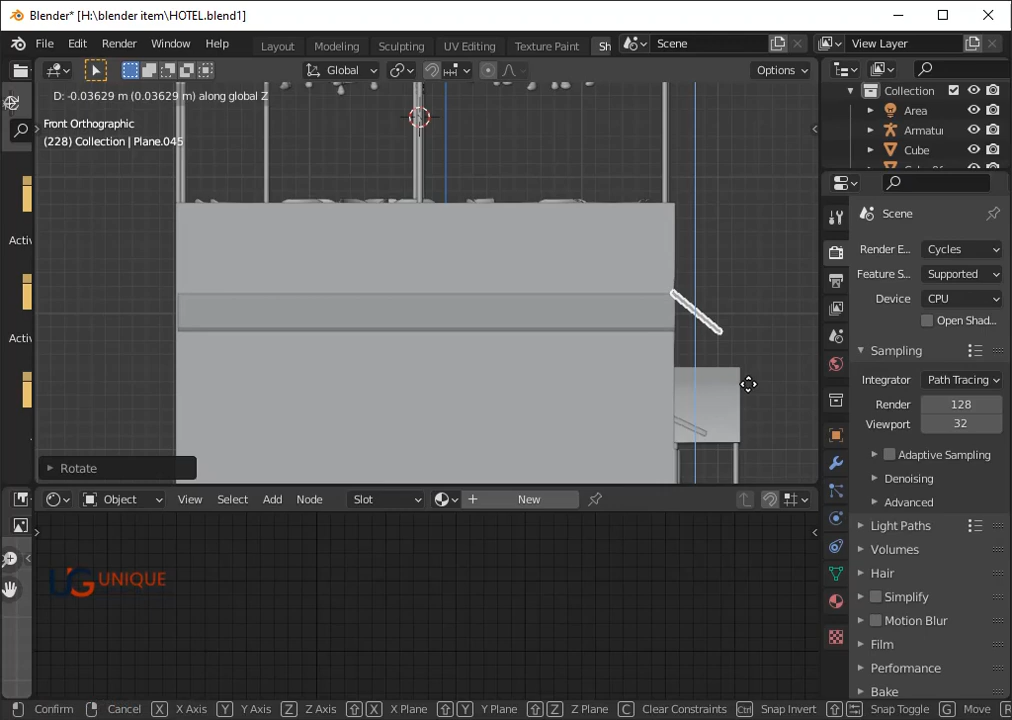 Blender* [H:\blender item\HOTEL.blend1]
File Edit Render Window Help Layout Modeling Sculpting UV Editing Texture Paint Sh Scene View Layer
Global Options
D: -0.03629 m (0.03629 m) along global Z
Front Orthographic
(228) Collection | Plane.045
Collection
Area
Armatu
Cube
Scene
Render E... Cycles
Feature S... Supported
Device CPU
Open Shad...
Sampling
Integrator Path Tracing
Render 128
Viewport 32
Adaptive Sampling
Denoising
Advanced
Light Paths
Volumes
Hair
Simplify
Motion Blur
Film
Performance
Bake
Activ
Activ
Rotate
Object View Select Add Node Slot New
UG UNIQUE
Confirm Cancel X X Axis Y Y Axis Z Z Axis X X Plane Y Y Plane Z Z Plane C Clear Constraints Ctrl Snap Invert Snap Toggle G Move R